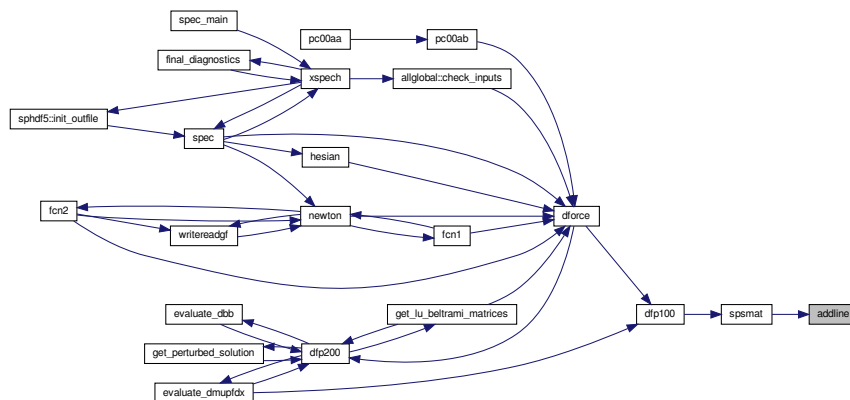 spec_main
pc00aa
pc00ab
final_diagnostics
xspech
allglobal::check_inputs
sphdf5::init_outfile
spec
hesian
fcn2
newton
dforce
writereadgf
fcn1
evaluate_dbb
get_lu_beltrami_matrices
dfp100
spsmat
addline
get_perturbed_solution
dfp200
evaluate_dmupfdx